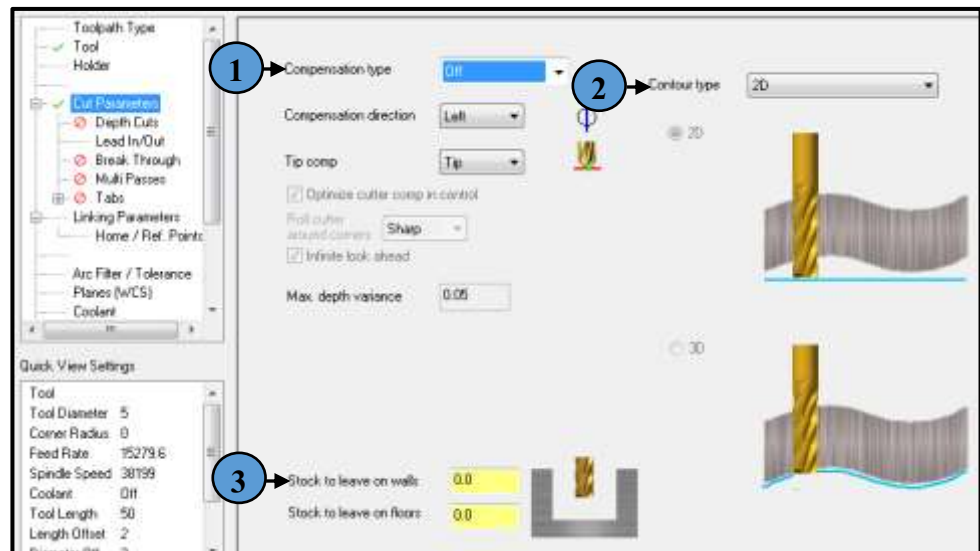 Toolpath Type
Tool
Holder
Cut Parameters
Depth Cuts
Lead In/Out
Break Through
Multi Passes
Tabs
Linking Parameters
Home / Ref. Points
Arc Filter / Tolerance
Planes (WCS)
Coolant
Quick View Settings
Tool
Tool Diameter 5
Corner Radius 0
Feed Rate 15279.6
Spindle Speed 38199
Coolant Off
Tool Length 50
Length Offset 2
1
Compensation type Off
Compensation direction Left
Tip comp Tip
Optimize cutter comp in control
Roll cutter
around corners Sharp
Infinite look ahead
Max. depth variance 0.05
2
Contour type 2D
2D
3D
3
Stock to leave on walls 0.0
Stock to leave on floors 0.0